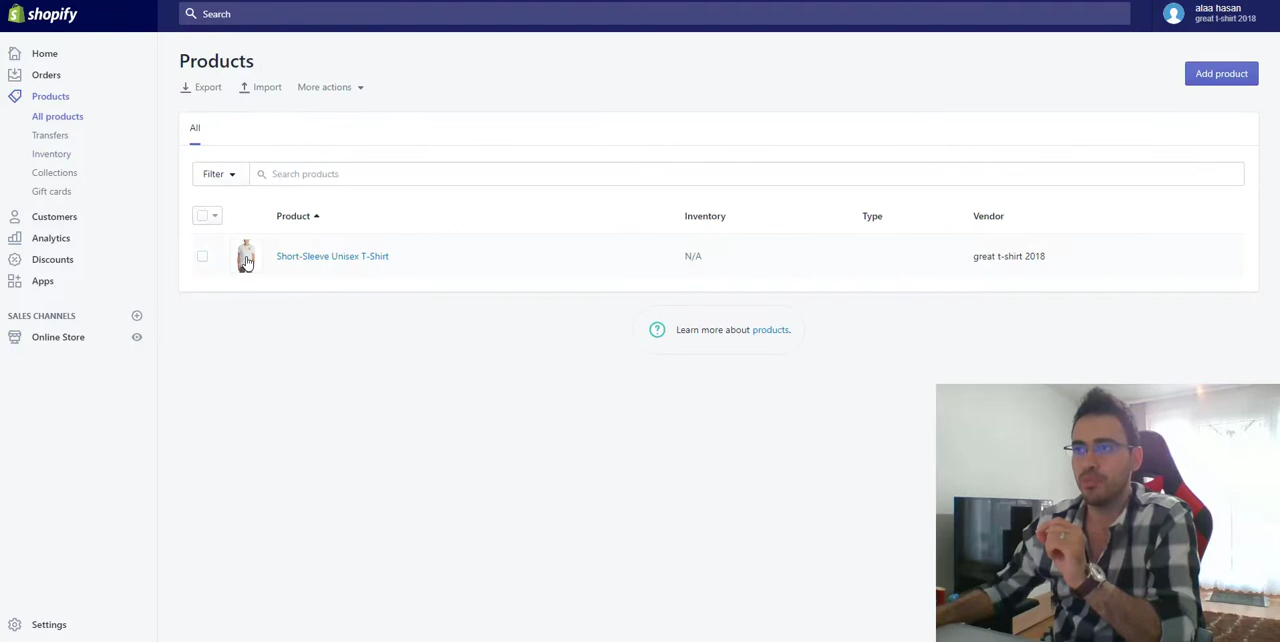 shopify
Search
alaa hasan
great t-shirt 2018
Home
Orders
Products
All products
Transfers
Inventory
Collections
Gift cards
Customers
Analytics
Discounts
Apps
SALES CHANNELS
Online Store
Settings
Products
Export Import More actions
Add product
All
Filter Search products
Product Inventory Type Vendor
Short-Sleeve Unisex T-Shirt N/A great t-shirt 2018
Learn more about products.